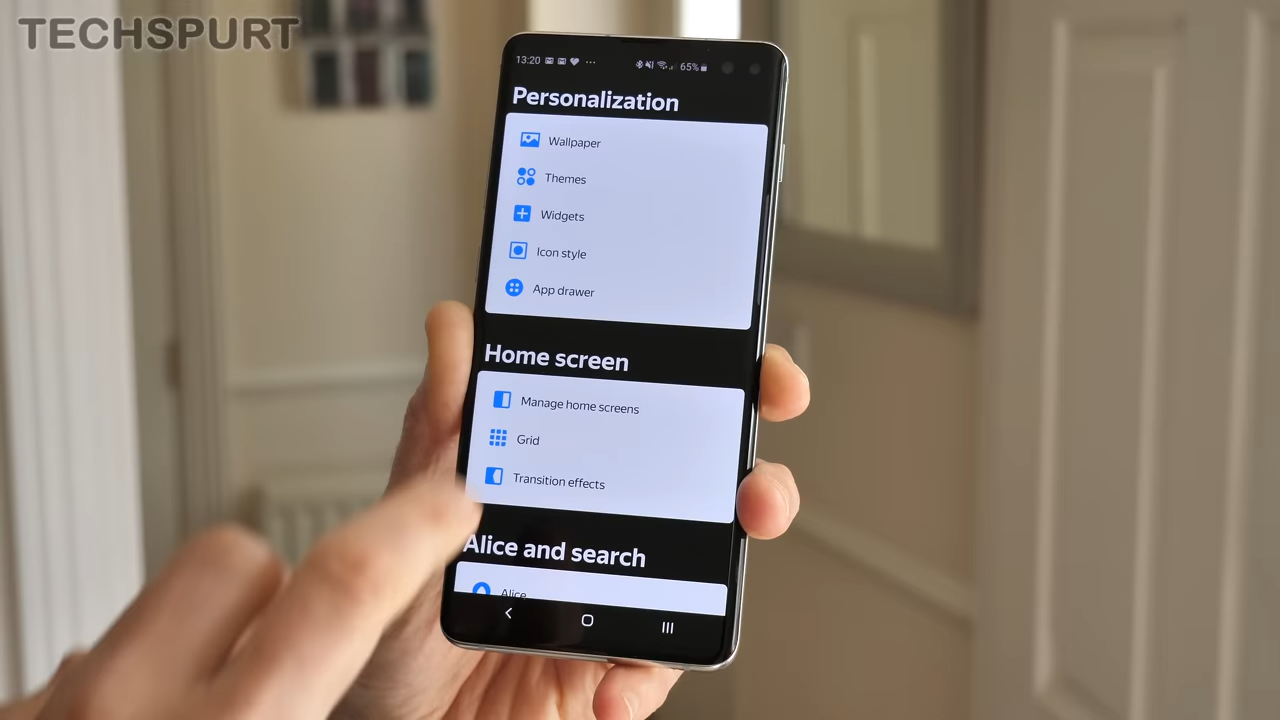 TECHSPURT
13:20
65%
Personalization
Wallpaper
Themes
Widgets
Icon style
App drawer
Home screen
Manage home screens
Grid
Transition effects
Alice and search
Alice